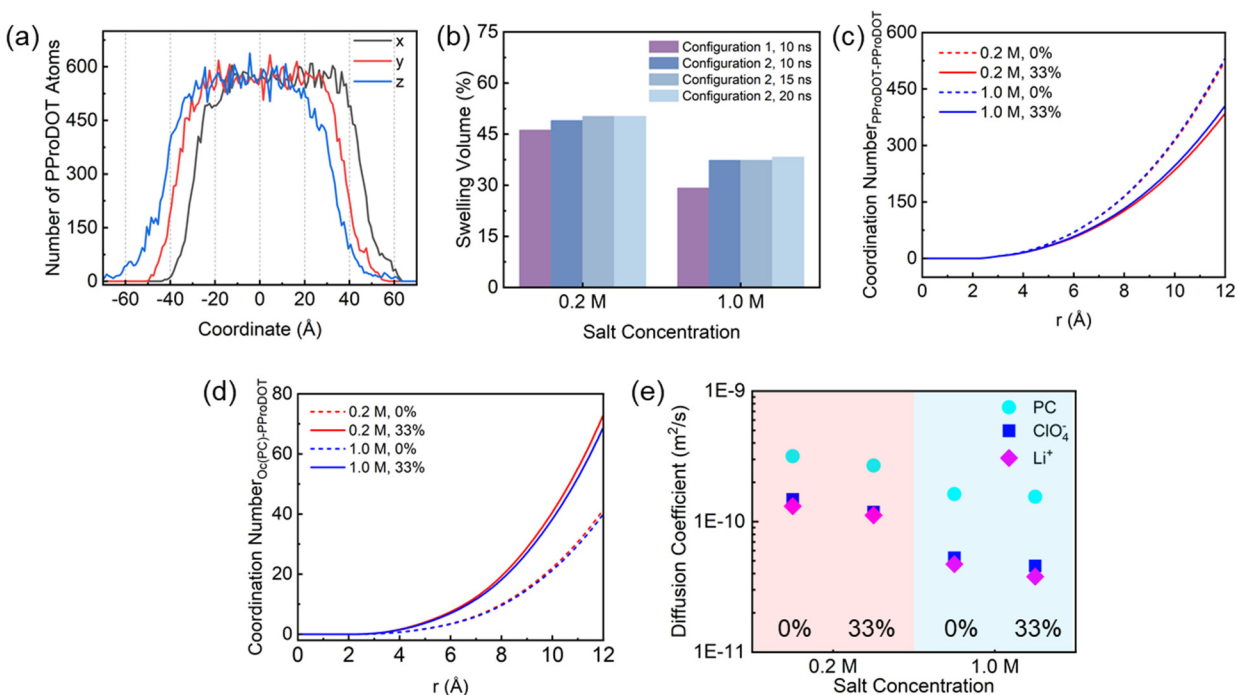 (a)
Number of PProDOT Atoms
600
450
300
150
0
x
y
z
-60 -40 -20 0 20 40 60
Coordinate (Å)
(b)
Swelling Volume (%)
75
60
45
30
15
0
Configuration 1, 10 ns
Configuration 2, 10 ns
Configuration 2, 15 ns
Configuration 2, 20 ns
0.2 M 1.0 M
Salt Concentration
(c)
Coordination Number PProDOT-PProDOT
600
450
300
150
0
0.2 M, 0%
0.2 M, 33%
1.0 M, 0%
1.0 M, 33%
0 2 4 6 8 10 12
r (Å)
(d)
Coordination Number Oc(PC)-PProDOT
80
60
40
20
0
0.2 M, 0%
0.2 M, 33%
1.0 M, 0%
1.0 M, 33%
0 2 4 6 8 10 12
r (Å)
(e)
Diffusion Coefficient (m²/s)
1E-9
1E-10
1E-11
PC
ClO₄⁻
Li⁺
0% 33% 0% 33%
0.2 M 1.0 M
Salt Concentration